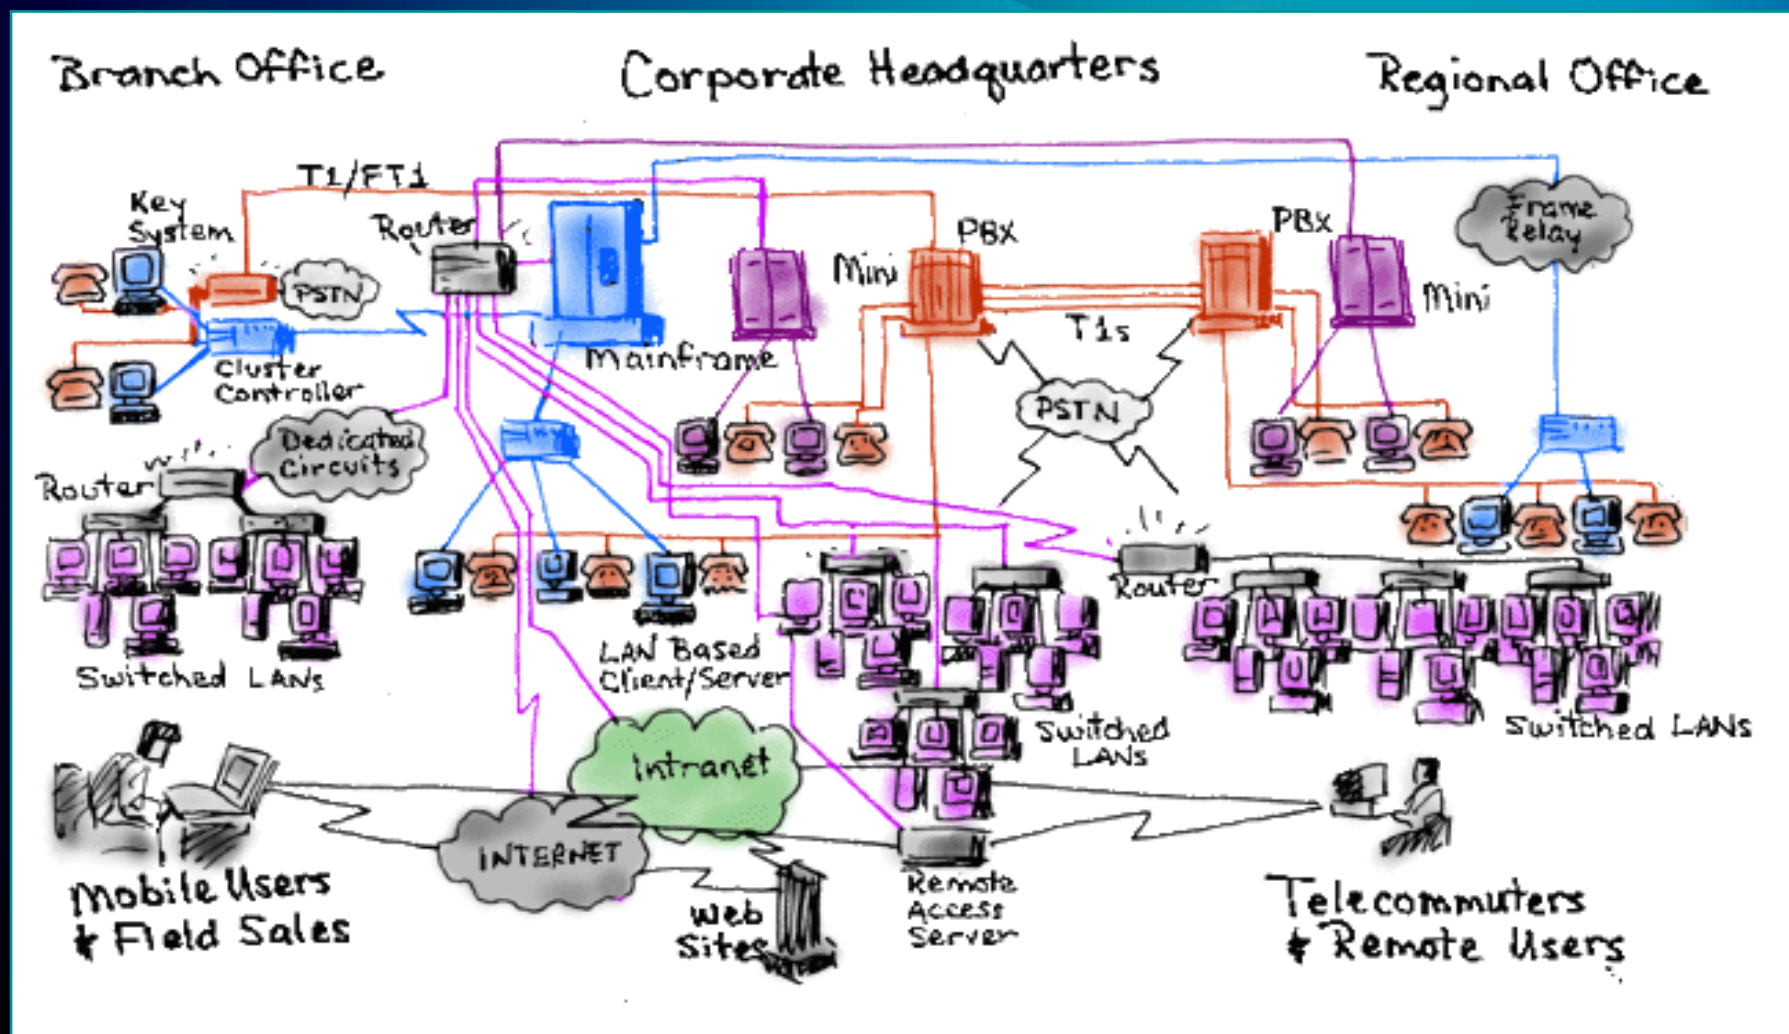 Branch Office
Corporate Headquarters
Regional Office
T1/FT1
Key
System
Router
PBX
PBX
Frame
Relay
PSTN
Mini
Mini
T1s
Mainframe
Cluster
Controller
PSTN
Dedicated
Circuits
Router
Router
LAN Based
Client/Server
Switched LANs
Switched
LANs
Switched LANs
Intranet
INTERNET
Mobile Users
& Field Sales
Web
Sites
Remote
Access
Server
Telecommuters
& Remote Users